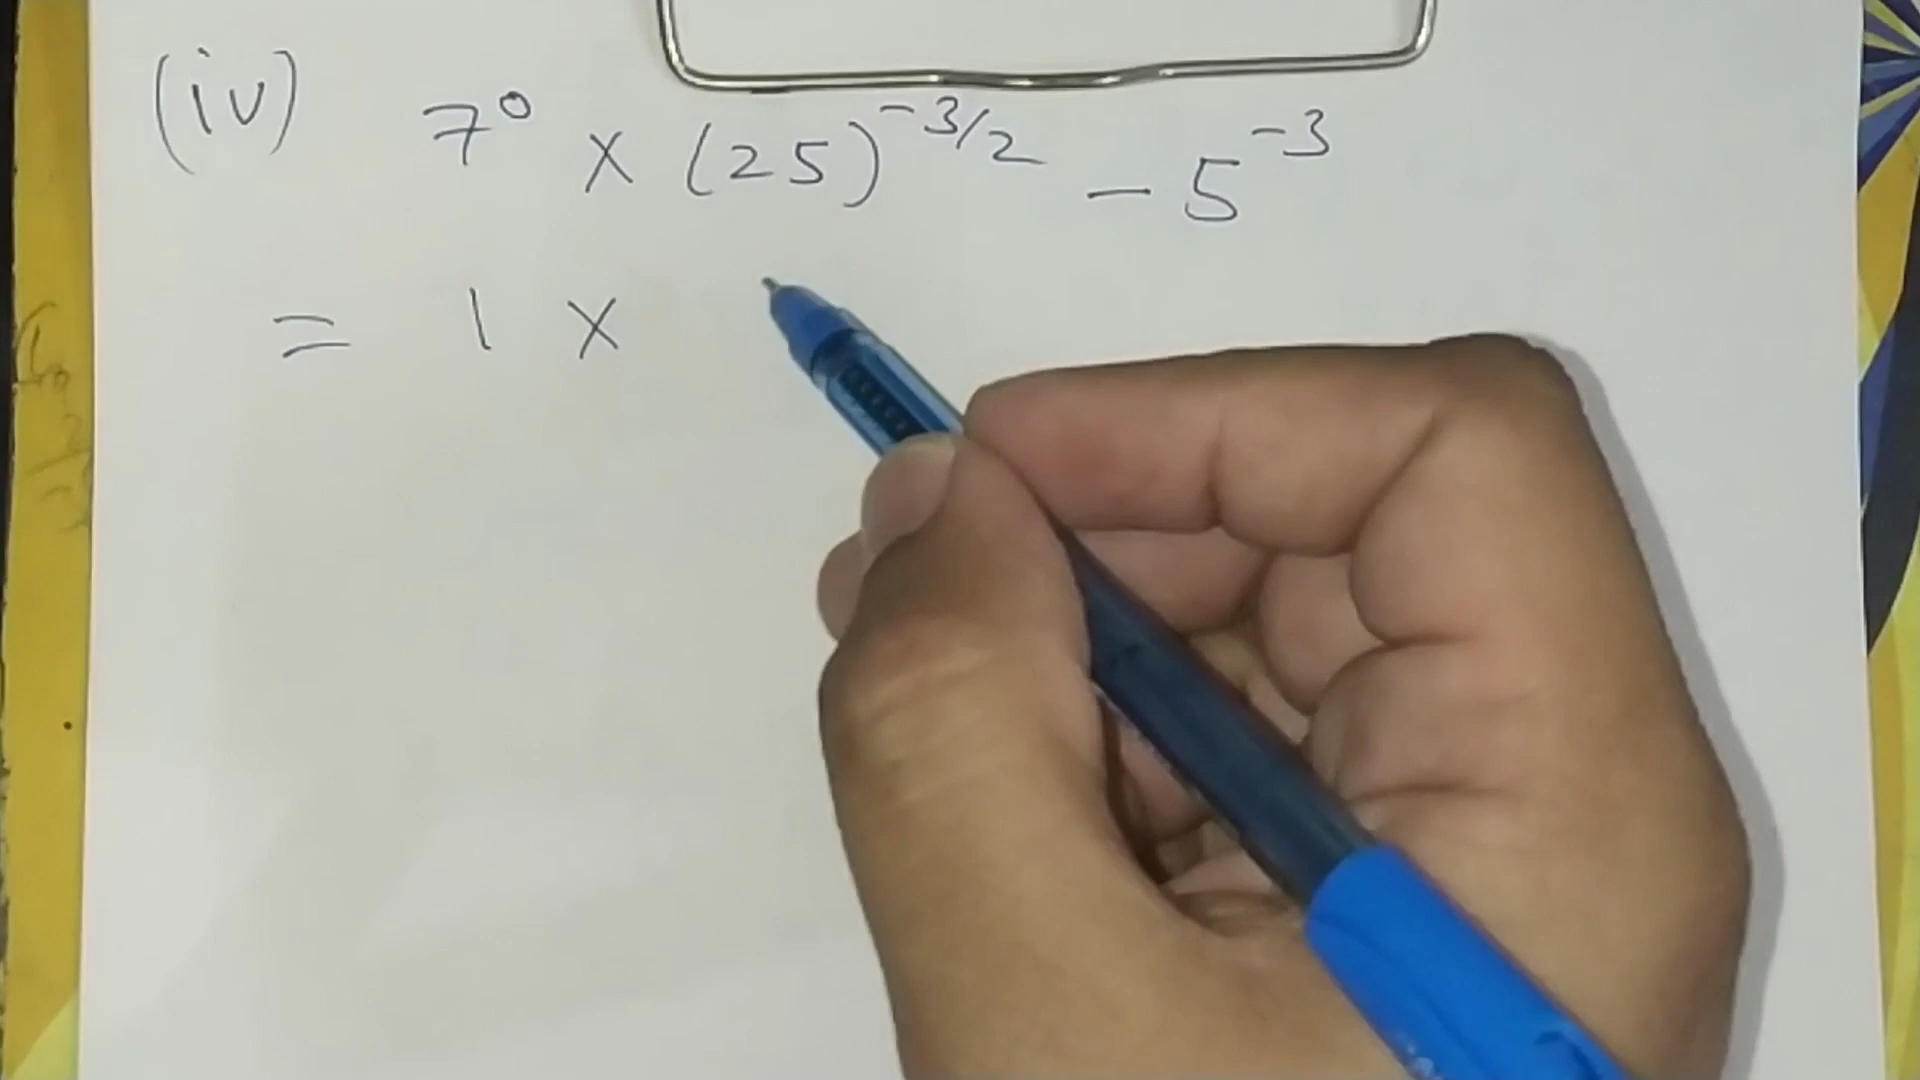 (iv) 7⁰ × (25)^-3/2 - 5^-3
= 1 ×